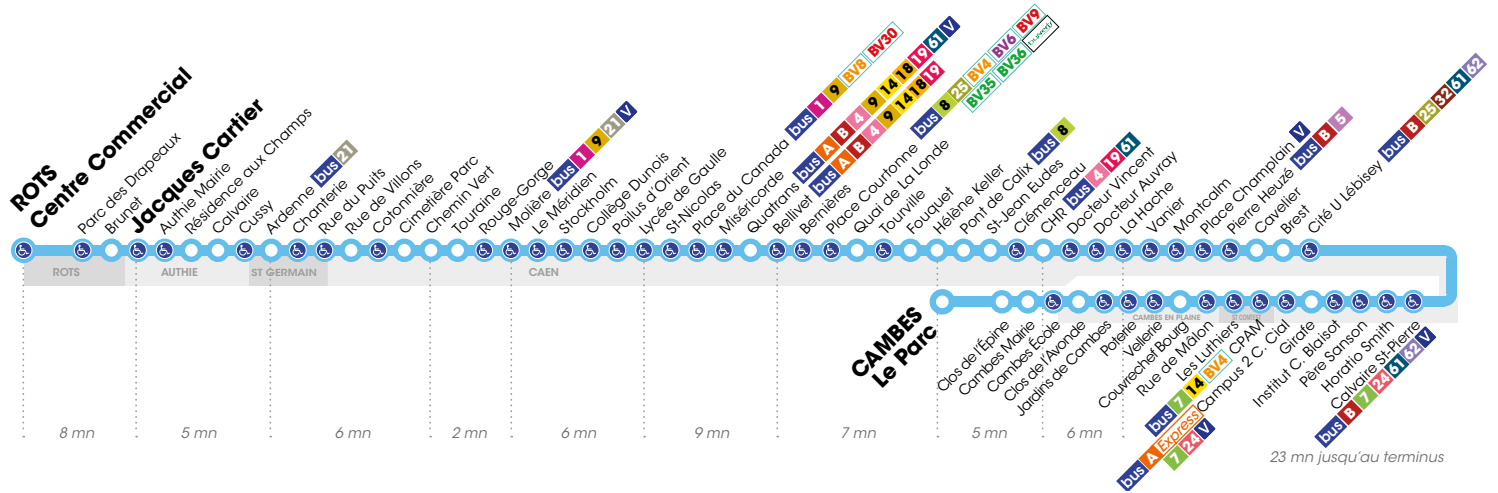 ROTS
Centre Commercial
Parc des Drapeaux
Brunet
Jacques Cartier
Authie Mairie
Résidence aux Champs
Calvaire
Cussy
Ardenne bus 21
Chanterie
Rue du Puits
Rue de Villons
Cotonnière
Cimetière Parc
Chemin Vert
Touraine
Rouge-Gorge
Molière bus 1 9 21 V
Le Méridien
Stockholm
Collège Dunois
Poilus d'Orient
Lycée de Gaulle
St-Nicolas
Place du Canada bus 1 9 BV8 BV30
Miséricorde
Quatrans bus A B 4 9 14 18 19 61 V
Bellivet bus A B 4 9 14 18 19
Bernières
Place Courtonne bus 8 25 BV4 BV6 BV9
BV35 BV36
Quai de La Londe
Tourville
Fouquet
Hélène Keller
Pont de Calix bus 8
St-Jean Eudes
Clémenceau
CHR bus 4 19 61
Docteur Vincent
Docteur Auvray
La Hache
Vanier
Montcalm
Place Champlain V
Pierre Heuzé bus B 5
Cavelier
Brest
Cité U Lébisey bus B 25 32 61 62
ROTS
AUTHIE
ST GERMAIN
CAEN
CAMBES EN PLAINE
ST CONTEST
CAMBES
Le Parc
Clos de l'Épine
Cambes Mairie
Cambes École
Clos de l'Avonde
Jardins de Cambes
Poterie
Vellerie
Couvrechef Bourg
Rue de Mâlon
Les Luthiers
bus 7 14 BV4
CPAM
Campus 2 C. Cial
bus A Express
7 24 V
Girafe
Institut C. Blaisot
Père Sanson
Horatio Smith
Calvaire St-Pierre
bus B 7 24 61 62 V
8 mn
5 mn
6 mn
2 mn
6 mn
9 mn
7 mn
5 mn
6 mn
23 mn jusqu'au terminus